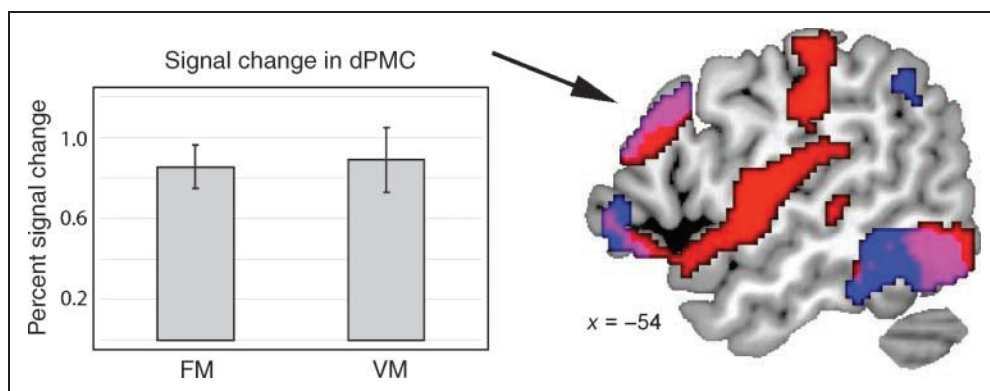 Signal change in dPMC
Percent signal change
1.0
0.6
0.2
FM VM
x = –54